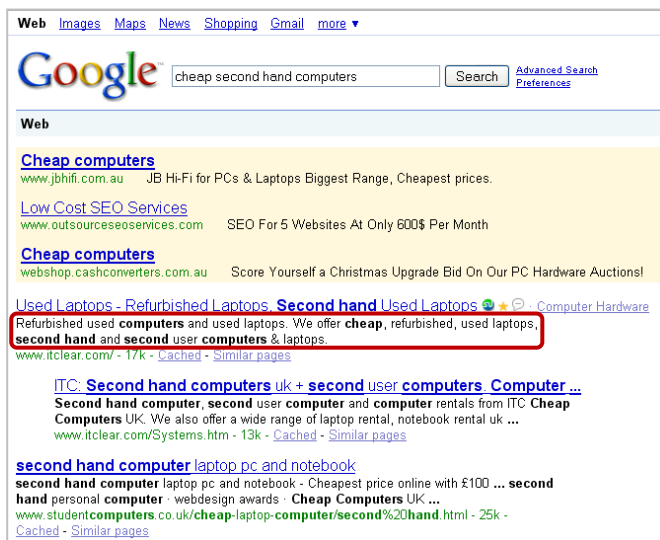 Web Images Maps News Shopping Gmail more ▼
Google™ cheap second hand computers Search Advanced Search
Preferences
Web
Cheap computers
www.jbhifi.com.au JB Hi-Fi for PCs & Laptops Biggest Range, Cheapest prices.
Low Cost SEO Services
www.outsourceseoservices.com SEO For 5 Websites At Only 600$ Per Month
Cheap computers
webshop.cashconverters.com.au Score Yourself a Christmas Upgrade Bid On Our PC Hardware Auctions!
Used Laptops - Refurbished Laptops, Second hand Used Laptops · Computer Hardware
Refurbished used computers and used laptops. We offer cheap, refurbished, used laptops,
second hand and second user computers & laptops.
www.itclear.com/ - 17k - Cached - Similar pages
ITC: Second hand computers uk + second user computers. Computer ...
Second hand computer, second user computer and computer rentals from ITC Cheap
Computers UK. We also offer a wide range of laptop rental, notebook rental uk ...
www.itclear.com/Systems.htm - 13k - Cached - Similar pages
second hand computer laptop pc and notebook
second hand computer laptop pc and notebook - Cheapest price online with £100 ... second
hand personal computer · webdesign awards · Cheap Computers UK ...
www.studentcomputers.co.uk/cheap-laptop-computer/second%20hand.html - 25k -
Cached - Similar pages